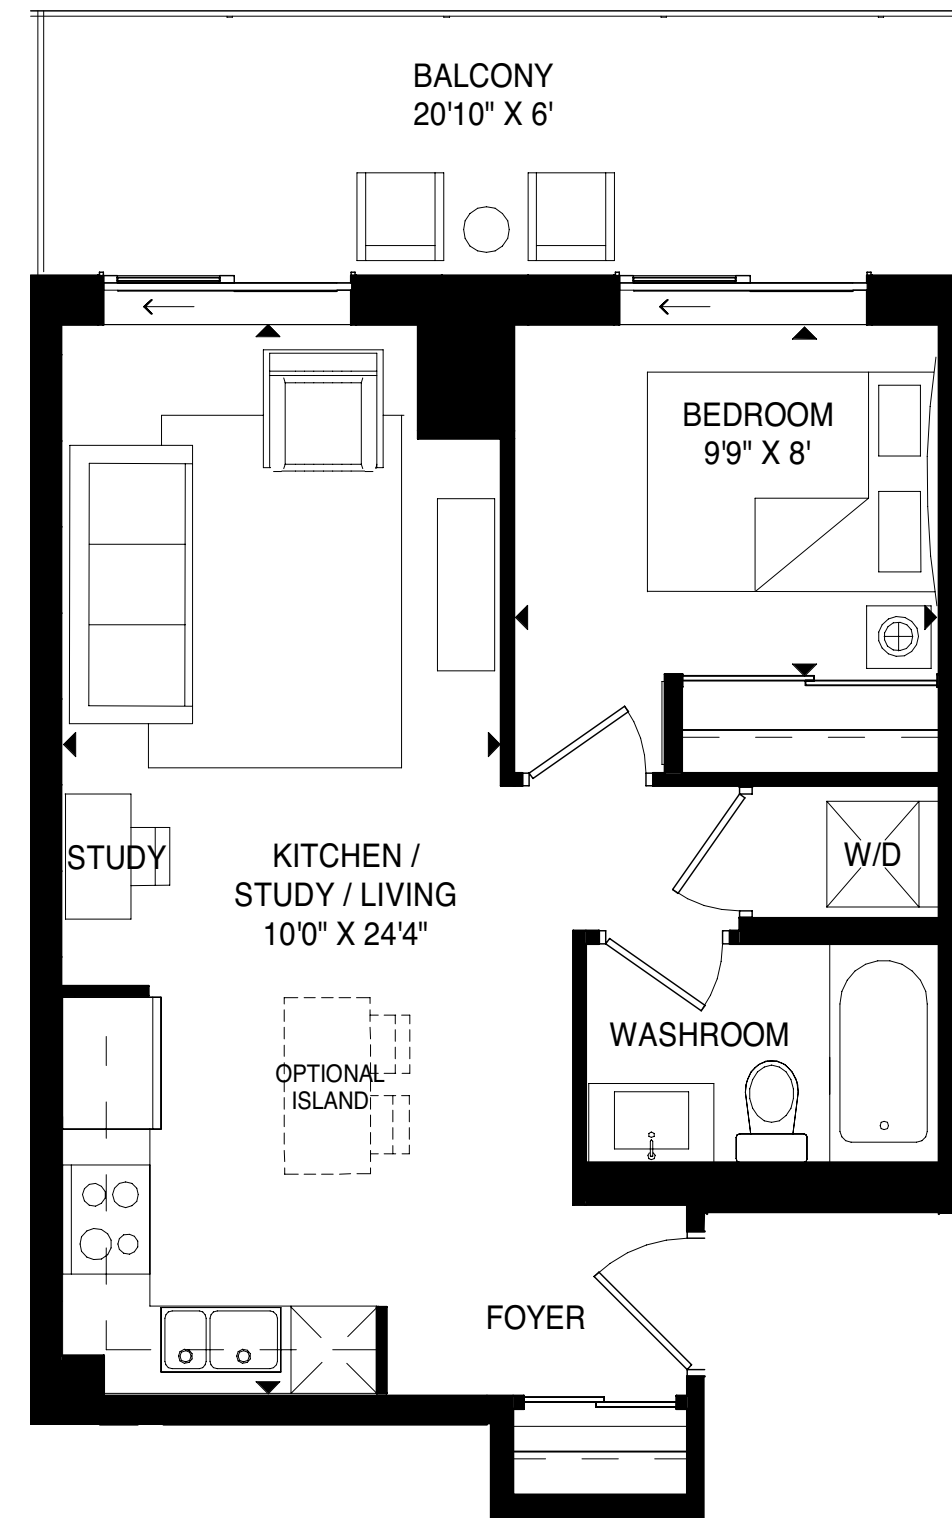 BALCONY
20'10" X 6'
BEDROOM
9'9" X 8'
STUDY
KITCHEN /
STUDY / LIVING
10'0" X 24'4"
W/D
WASHROOM
OPTIONAL
ISLAND
FOYER